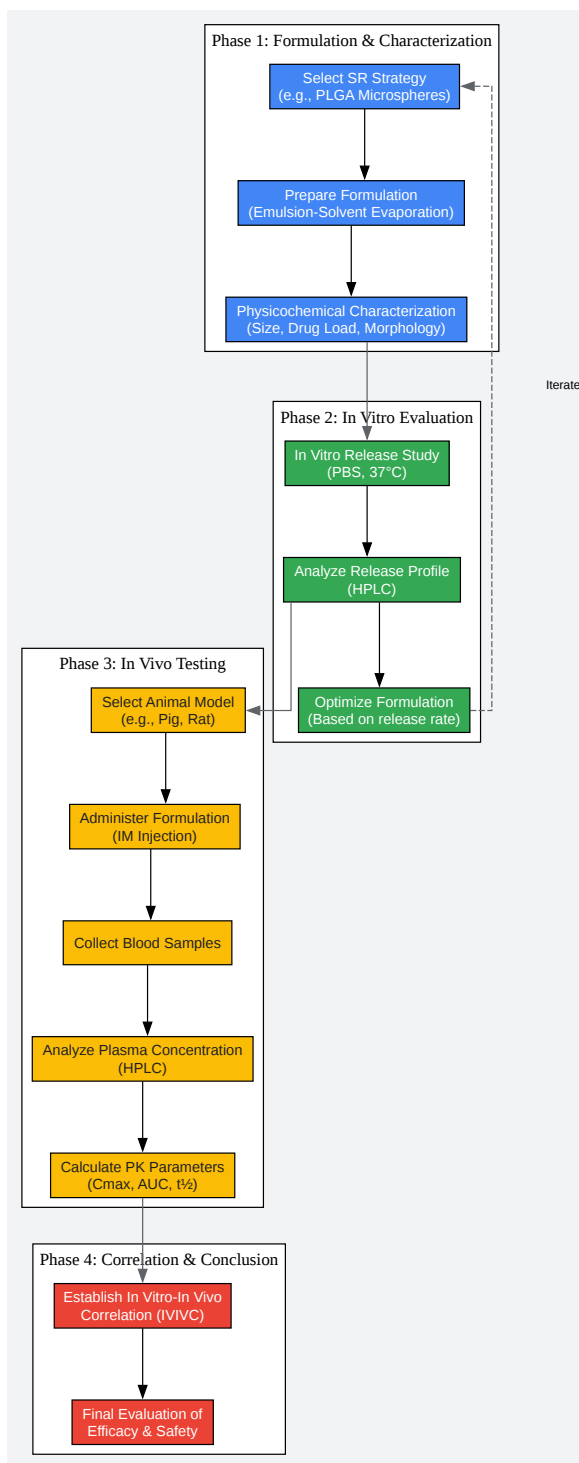 Phase 1: Formulation & Characterization
Select SR Strategy
(e.g., PLGA Microspheres)
Prepare Formulation
(Emulsion-Solvent Evaporation)
Physicochemical Characterization
(Size, Drug Load, Morphology)
Iterate
Phase 2: In Vitro Evaluation
In Vitro Release Study
(PBS, 37°C)
Analyze Release Profile
(HPLC)
Optimize Formulation
(Based on release rate)
Phase 3: In Vivo Testing
Select Animal Model
(e.g., Pig, Rat)
Administer Formulation
(IM Injection)
Collect Blood Samples
Analyze Plasma Concentration
(HPLC)
Calculate PK Parameters
(Cmax, AUC, t½)
Phase 4: Correlation & Conclusion
Establish In Vitro-In Vivo
Correlation (IVIVC)
Final Evaluation of
Efficacy & Safety